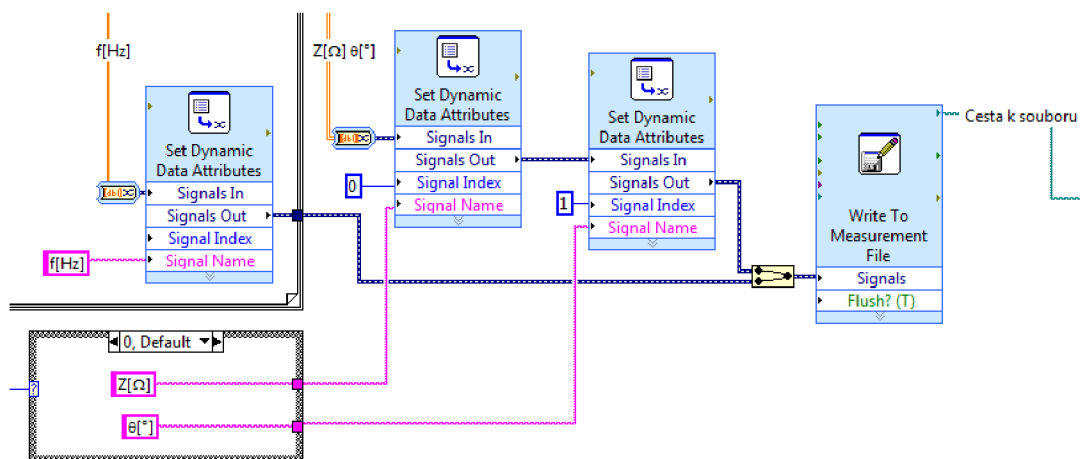 f[Hz]
Set Dynamic
Data Attributes
Signals In
Signals Out
Signal Index
Signal Name
f[Hz]
Z[Ω] θ[°]
Set Dynamic
Data Attributes
Signals In
Signals Out
Signal Index
Signal Name
0
Set Dynamic
Data Attributes
Signals In
Signals Out
Signal Index
Signal Name
1
Write To
Measurement
File
Signals
Flush? (T)
Cesta k souboru
0, Default
?
Z[Ω]
θ[°]